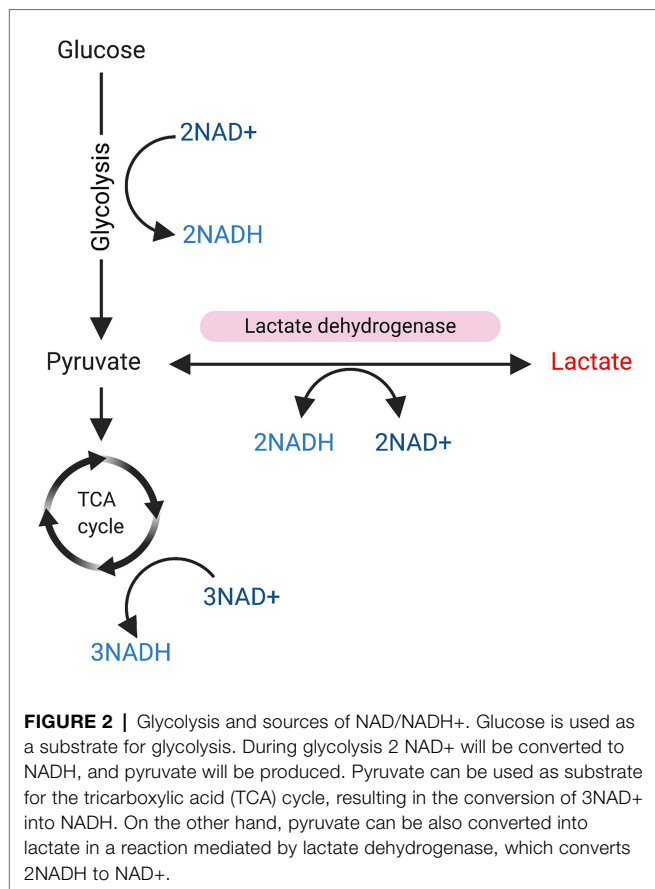 Glucose
2NAD+
Glycolysis
2NADH
Lactate dehydrogenase
Pyruvate
Lactate
2NADH
2NAD+
TCA
cycle
3NAD+
3NADH
FIGURE 2 | Glycolysis and sources of NAD/NADH+. Glucose is used as
a substrate for glycolysis. During glycolysis 2 NAD+ will be converted to
NADH, and pyruvate will be produced. Pyruvate can be used as substrate
for the tricarboxylic acid (TCA) cycle, resulting in the conversion of 3NAD+
into NADH. On the other hand, pyruvate can be also converted into
lactate in a reaction mediated by lactate dehydrogenase, which converts
2NADH to NAD+.